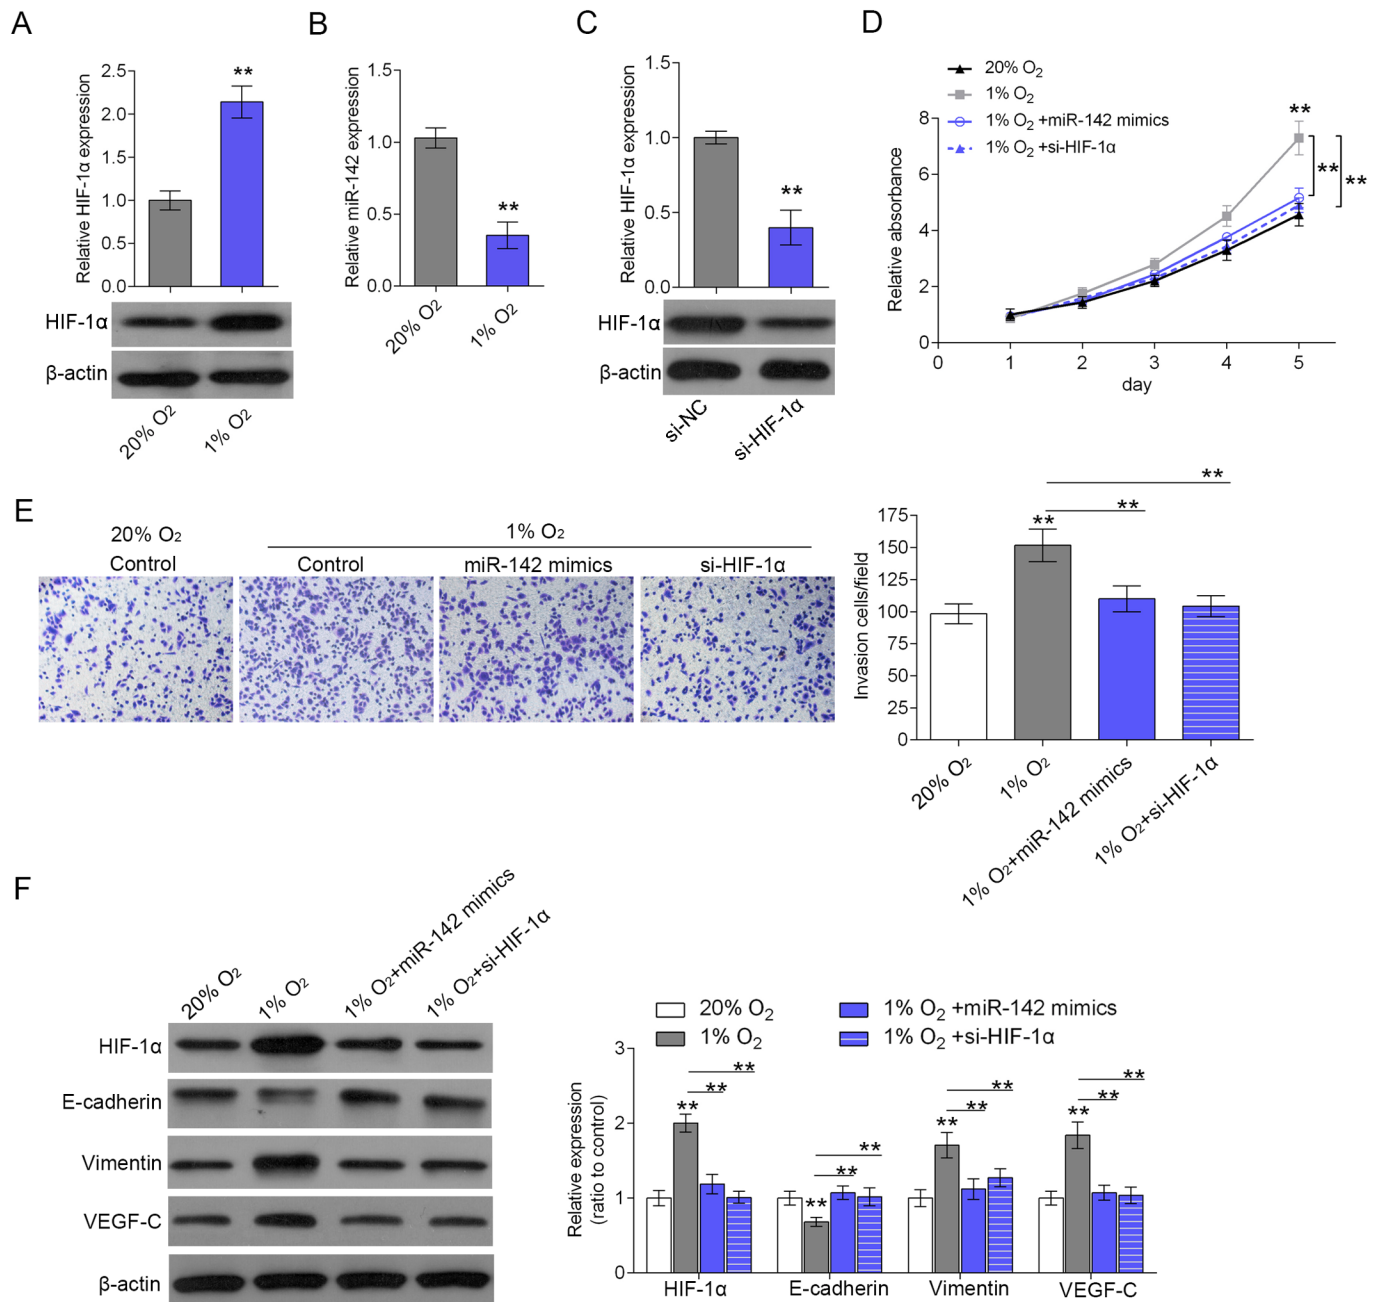 A
B
C
D
Relative HIF-1α expression
2.5
2.0
1.0
0.5
0.0
**
HIF-1α
β-actin
20% O2
1% O2
Relative miR-142 expression
1.5
1.0
0.5
0.0
**
20% O2
1% O2
Relative HIF-1α expression
1.5
1.0
0.5
0.0
**
HIF-1α
β-actin
si-NC
si-HIF-1α
20% O2
1% O2
1% O2 +miR-142 mimics
1% O2 +si-HIF-1α
Relative absorbance
8
6
4
2
0
**
**
**
0 1 2 3 4 5
day
E
20% O2
1% O2
Control
Control
miR-142 mimics
si-HIF-1α
Invasion cells/field
175
150
125
100
75
50
25
0
**
**
**
20% O2
1% O2
1% O2+miR-142 mimics
1% O2+si-HIF-1α
F
20% O2
1% O2
1% O2+miR-142 mimics
1% O2+si-HIF-1α
HIF-1α
E-cadherin
Vimentin
VEGF-C
β-actin
20% O2
1% O2
1% O2 +miR-142 mimics
1% O2 +si-HIF-1α
Relative expression
(ratio to control)
3
2
1
0
**
**
**
**
**
**
**
**
**
**
**
**
HIF-1α
E-cadherin
Vimentin
VEGF-C